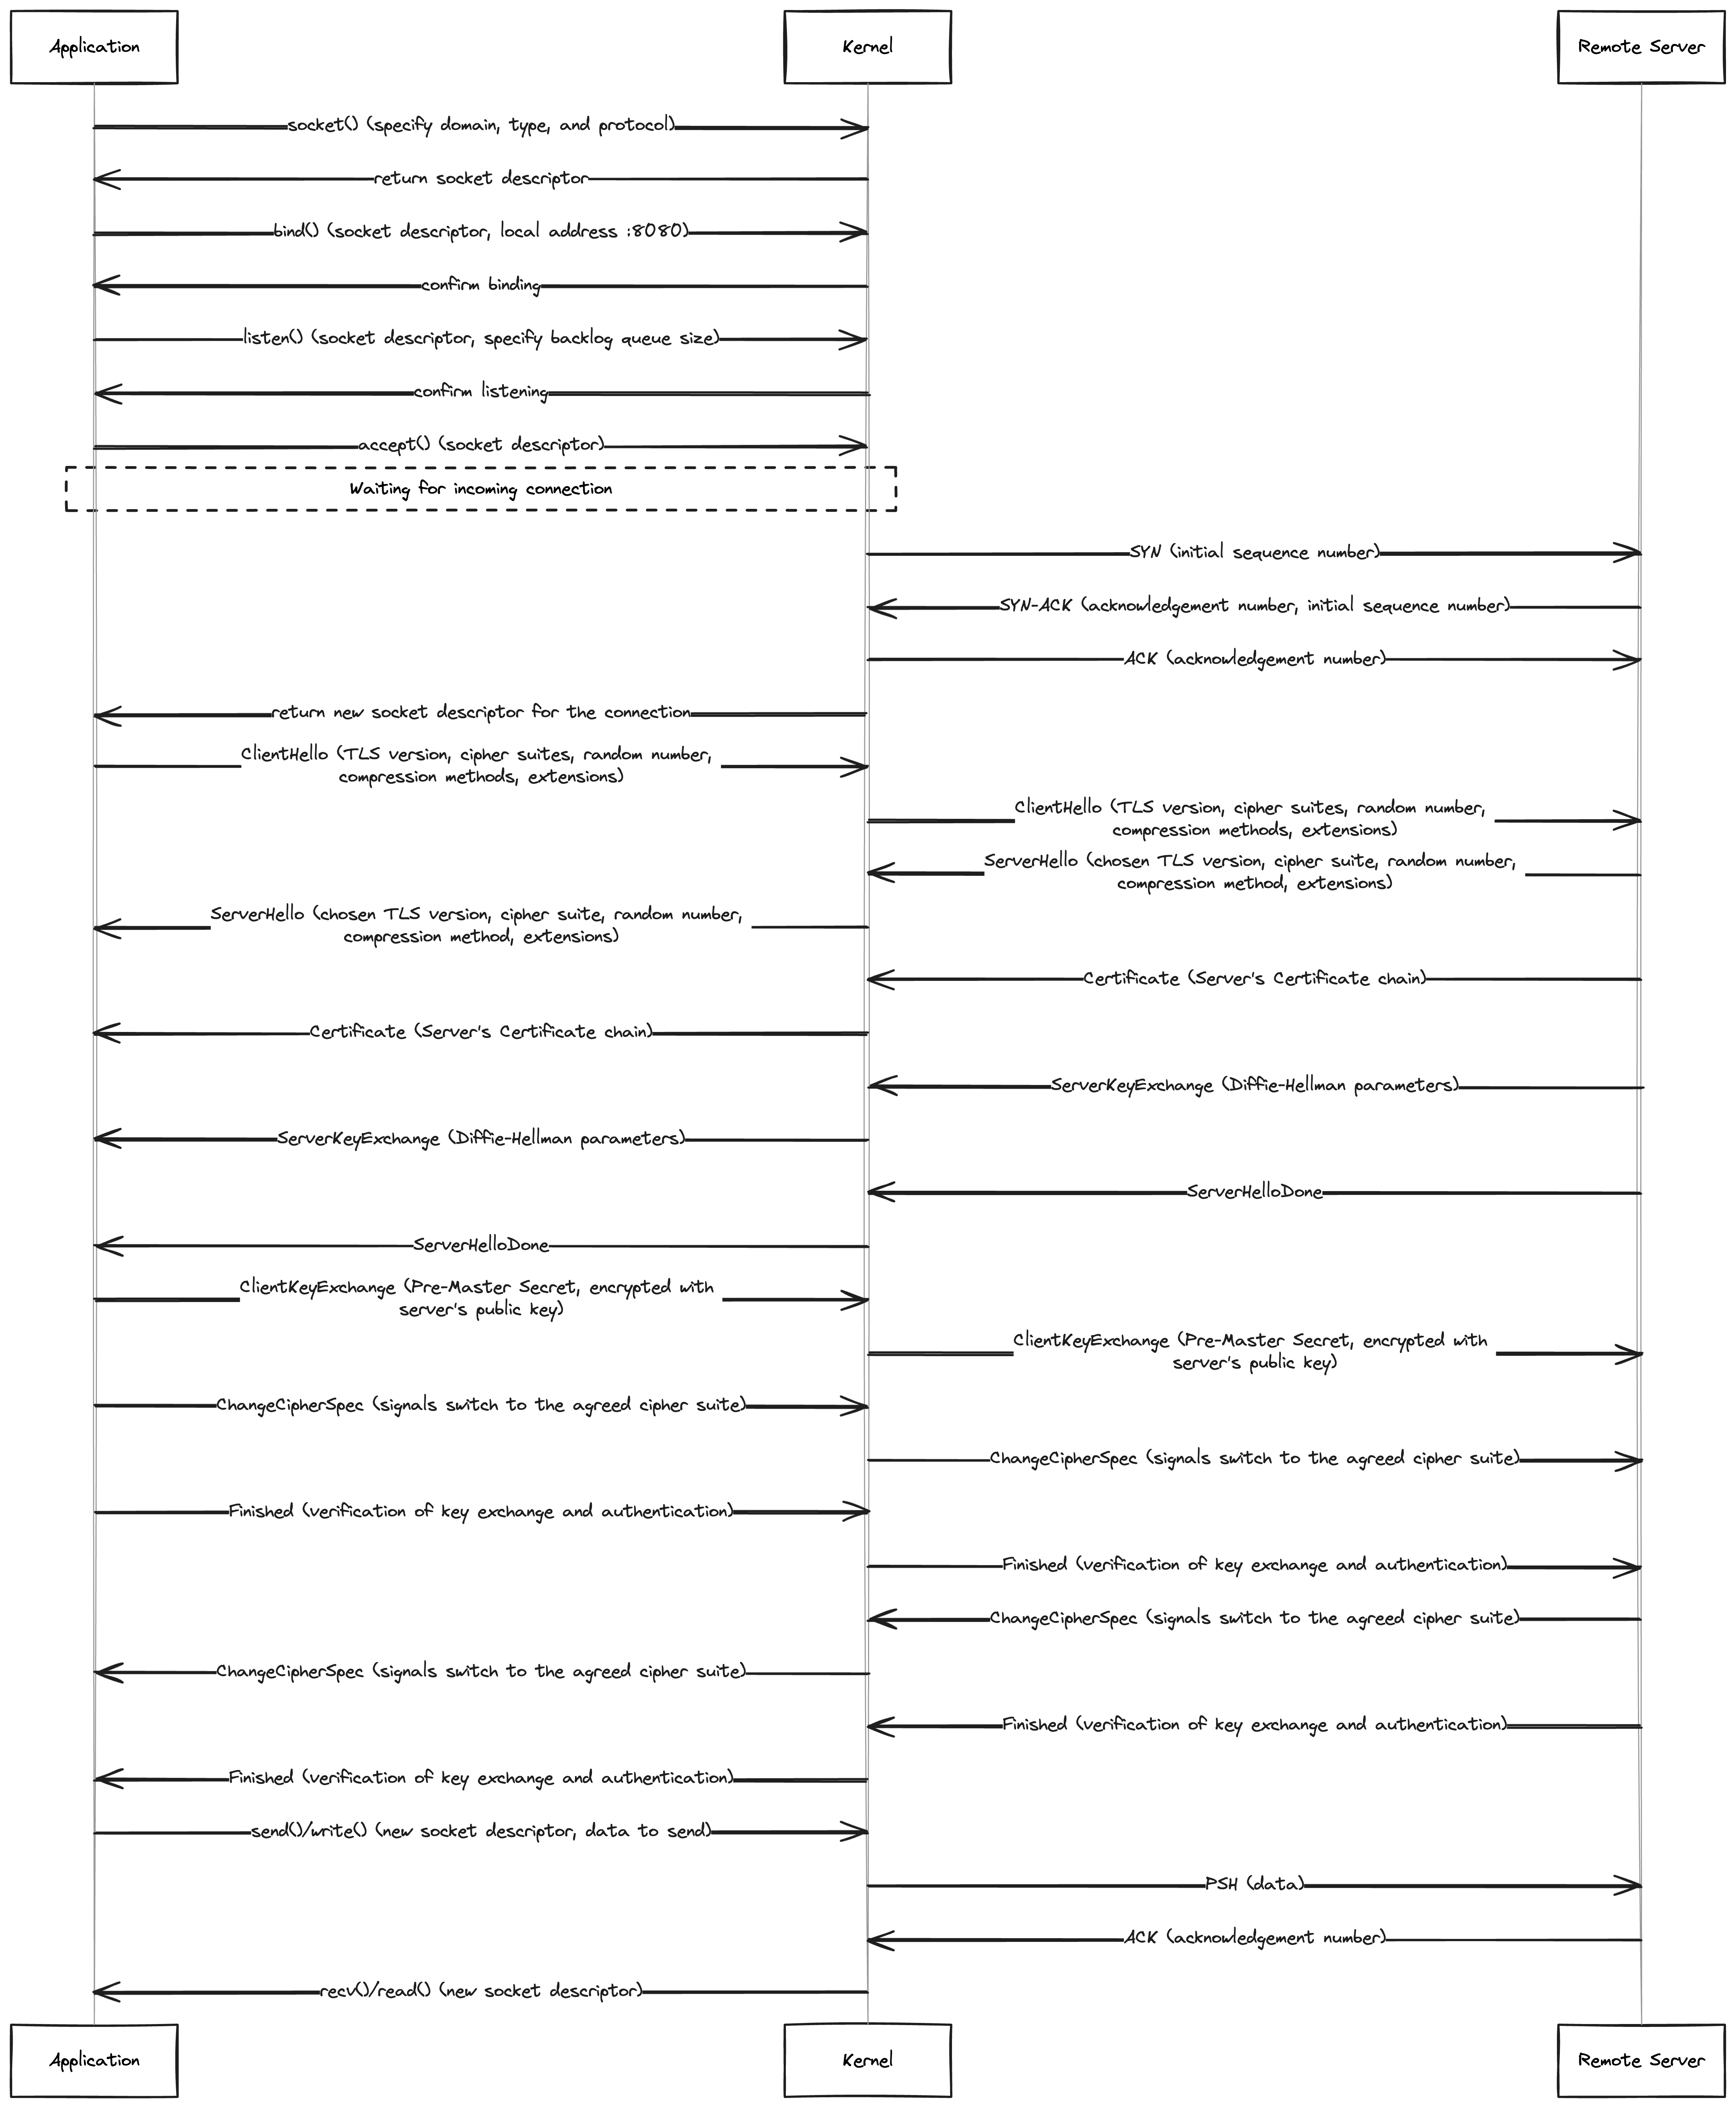 Application
Kernel
Remote Server
socket() (specify domain, type, and protocol)
return socket descriptor
bind() (socket descriptor, local address :8080)
confirm binding
listen() (socket descriptor, specify backlog queue size)
confirm listening
accept() (socket descriptor)
Waiting for incoming connection
SYN (initial sequence number)
SYN-ACK (acknowledgement number, initial sequence number)
ACK (acknowledgement number)
return new socket descriptor for the connection
ClientHello (TLS version, cipher suites, random number,
compression methods, extensions)
ClientHello (TLS version, cipher suites, random number,
compression methods, extensions)
ServerHello (chosen TLS version, cipher suite, random number,
compression method, extensions)
ServerHello (chosen TLS version, cipher suite, random number,
compression method, extensions)
Certificate (Server's Certificate chain)
Certificate (Server's Certificate chain)
ServerKeyExchange (Diffie-Hellman parameters)
ServerKeyExchange (Diffie-Hellman parameters)
ServerHelloDone
ServerHelloDone
ClientKeyExchange (Pre-Master Secret, encrypted with
server's public key)
ClientKeyExchange (Pre-Master Secret, encrypted with
server's public key)
ChangeCipherSpec (signals switch to the agreed cipher suite)
ChangeCipherSpec (signals switch to the agreed cipher suite)
Finished (verification of key exchange and authentication)
Finished (verification of key exchange and authentication)
ChangeCipherSpec (signals switch to the agreed cipher suite)
ChangeCipherSpec (signals switch to the agreed cipher suite)
Finished (verification of key exchange and authentication)
Finished (verification of key exchange and authentication)
send()/write() (new socket descriptor, data to send)
PSH (data)
ACK (acknowledgement number)
recv()/read() (new socket descriptor)
Application
Kernel
Remote Server